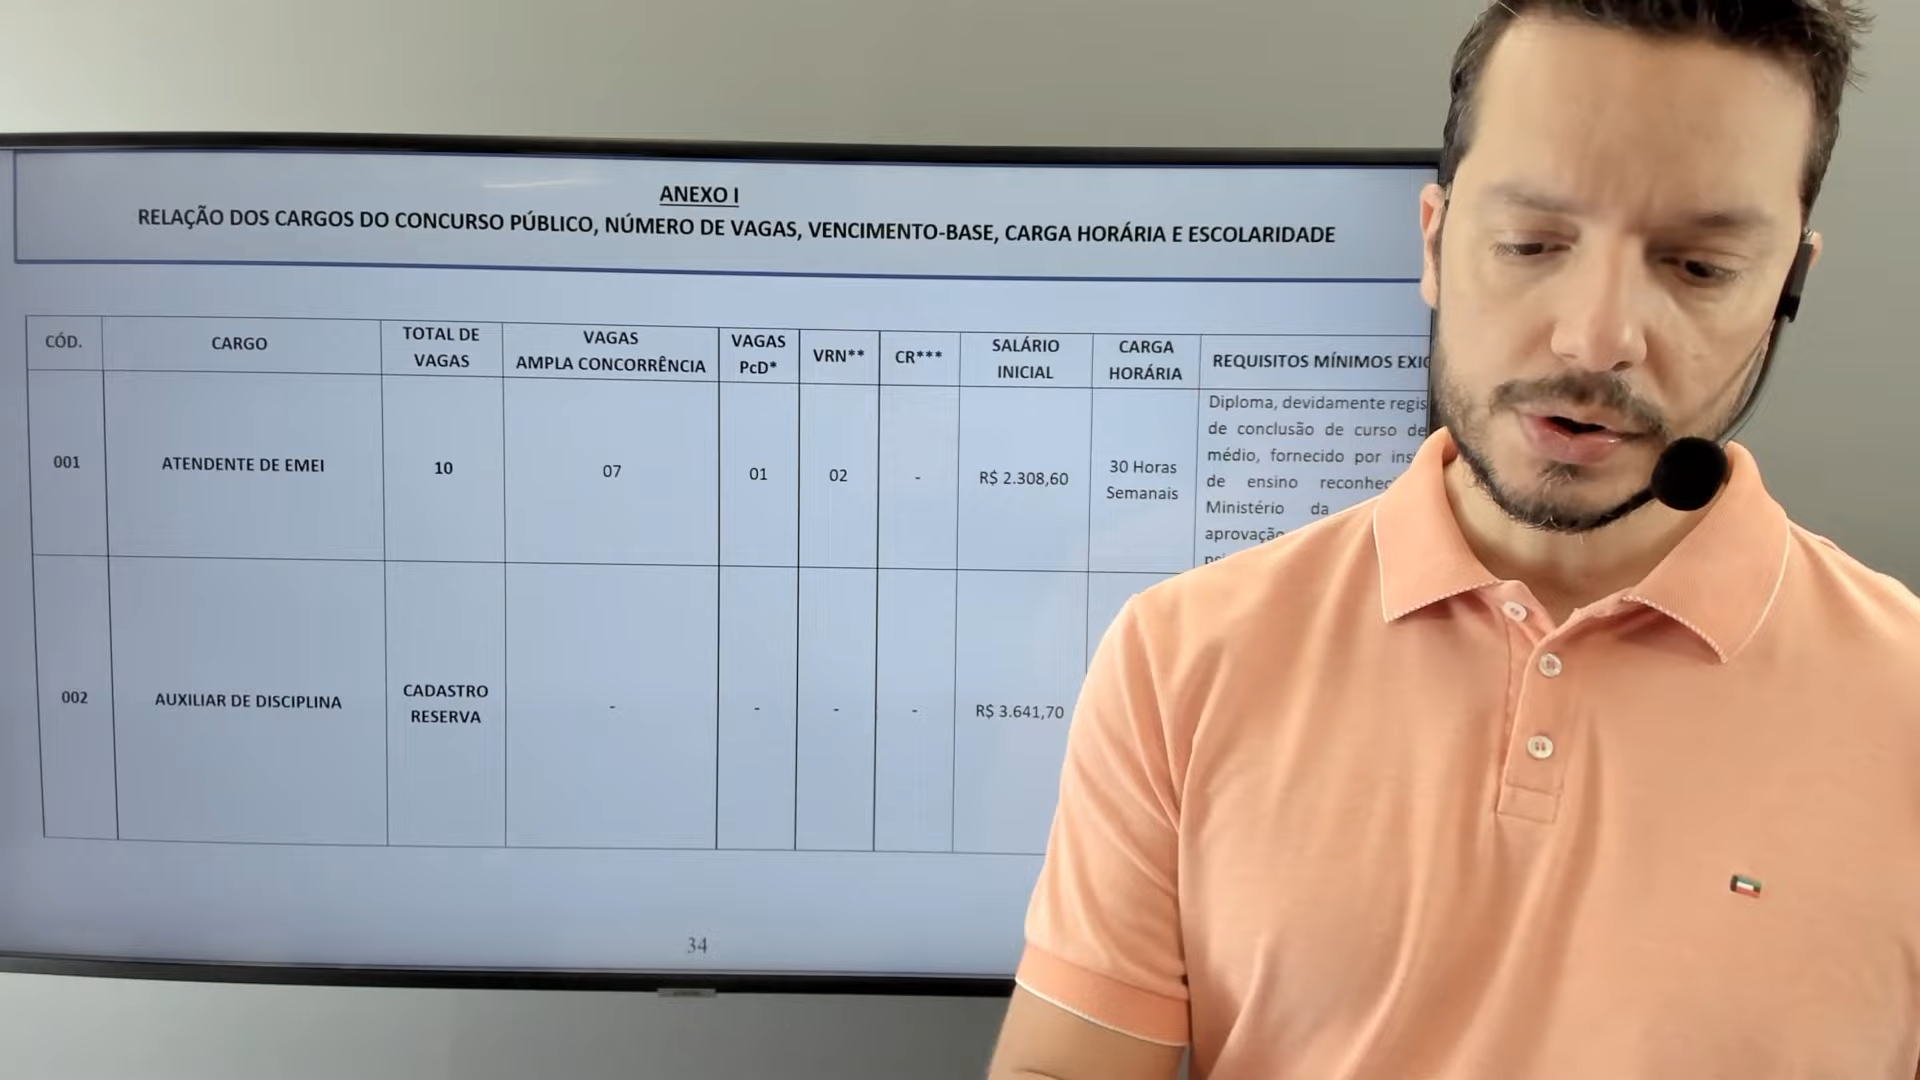 ANEXO I
RELAÇÃO DOS CARGOS DO CONCURSO PÚBLICO, NÚMERO DE VAGAS, VENCIMENTO-BASE, CARGA HORÁRIA E ESCOLARIDADE
CÓD.
CARGO
TOTAL DE
VAGAS
VAGAS
AMPLA CONCORRÊNCIA
VAGAS
PcD*
VRN**
CR***
SALÁRIO
INICIAL
CARGA
HORÁRIA
REQUISITOS MÍNIMOS
001
ATENDENTE DE EMEI
10
07
01
02
-
R$ 2.308,60
30 Horas
Semanais
Diploma, devidamente
de conclusão de curso de
médio, fornecido por
de ensino
Ministério da
002
AUXILIAR DE DISCIPLINA
CADASTRO
RESERVA
-
-
-
-
R$ 3.641,70
34